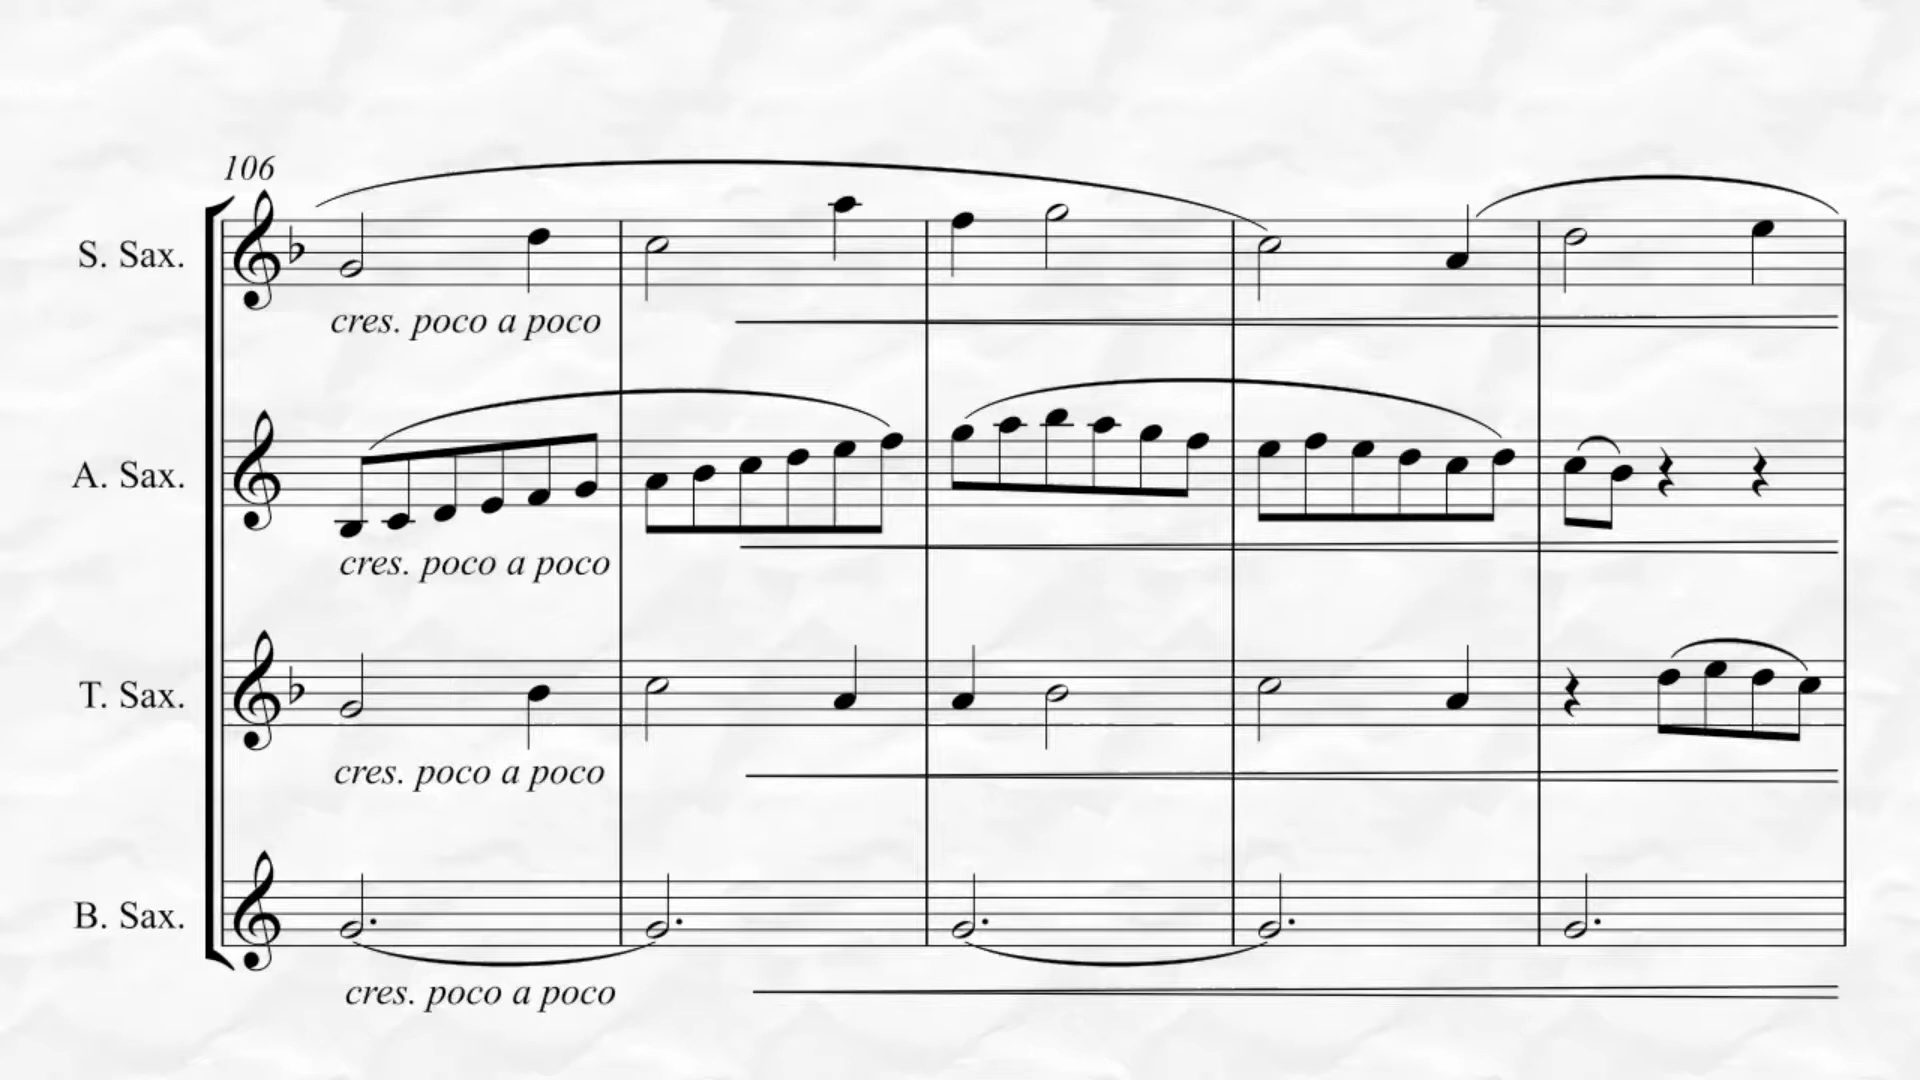 106
S. Sax.
cres. poco a poco
A. Sax.
cres. poco a poco
T. Sax.
cres. poco a poco
B. Sax.
cres. poco a poco